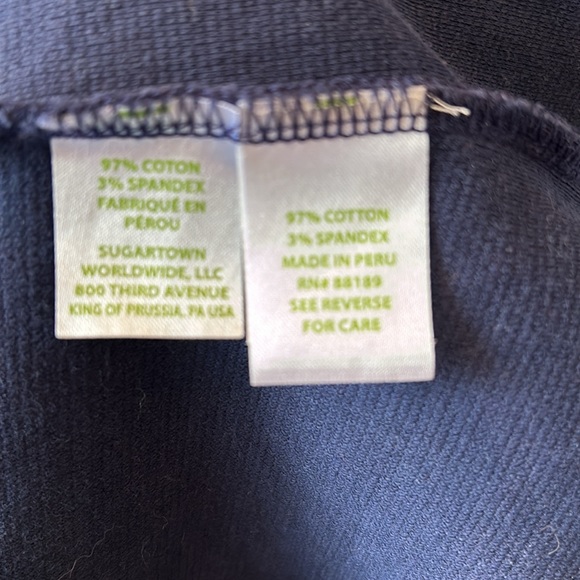 97% COTON
3% SPANDEX
FABRIQUÉ EN
PÉROU
SUGARTOWN
WORLDWIDE, LLC
800 THIRD AVENUE
KING OF PRUSSIA, PA USA
97% COTTON
3% SPANDEX
MADE IN PERU
RN# 88189
SEE REVERSE
FOR CARE